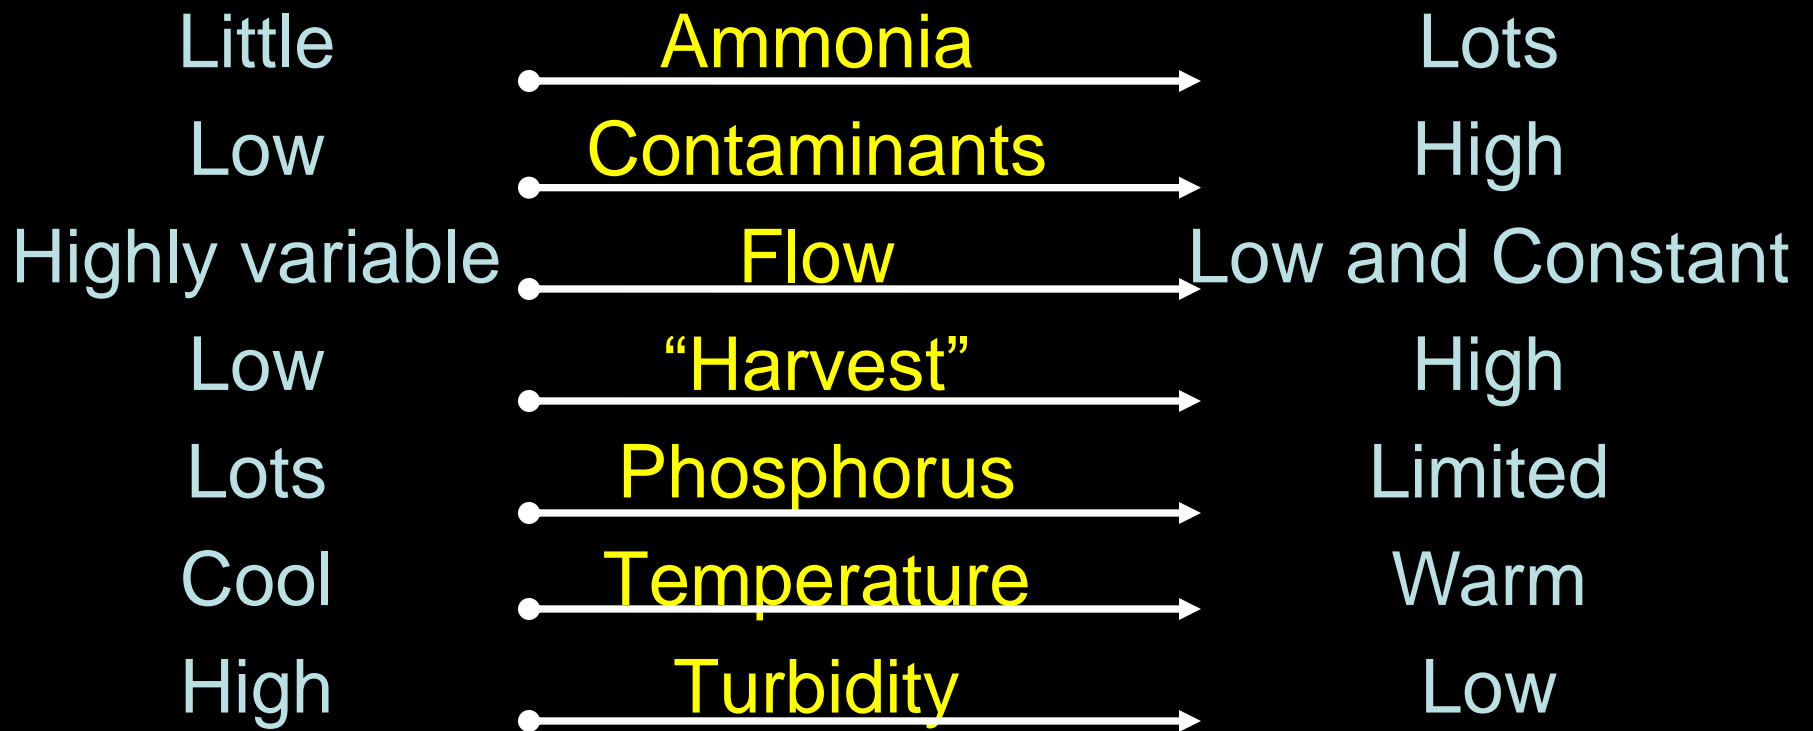 Little Ammonia Lots
Low Contaminants High
Highly variable Flow Low and Constant
Low “Harvest” High
Lots Phosphorus Limited
Cool Temperature Warm
High Turbidity Low